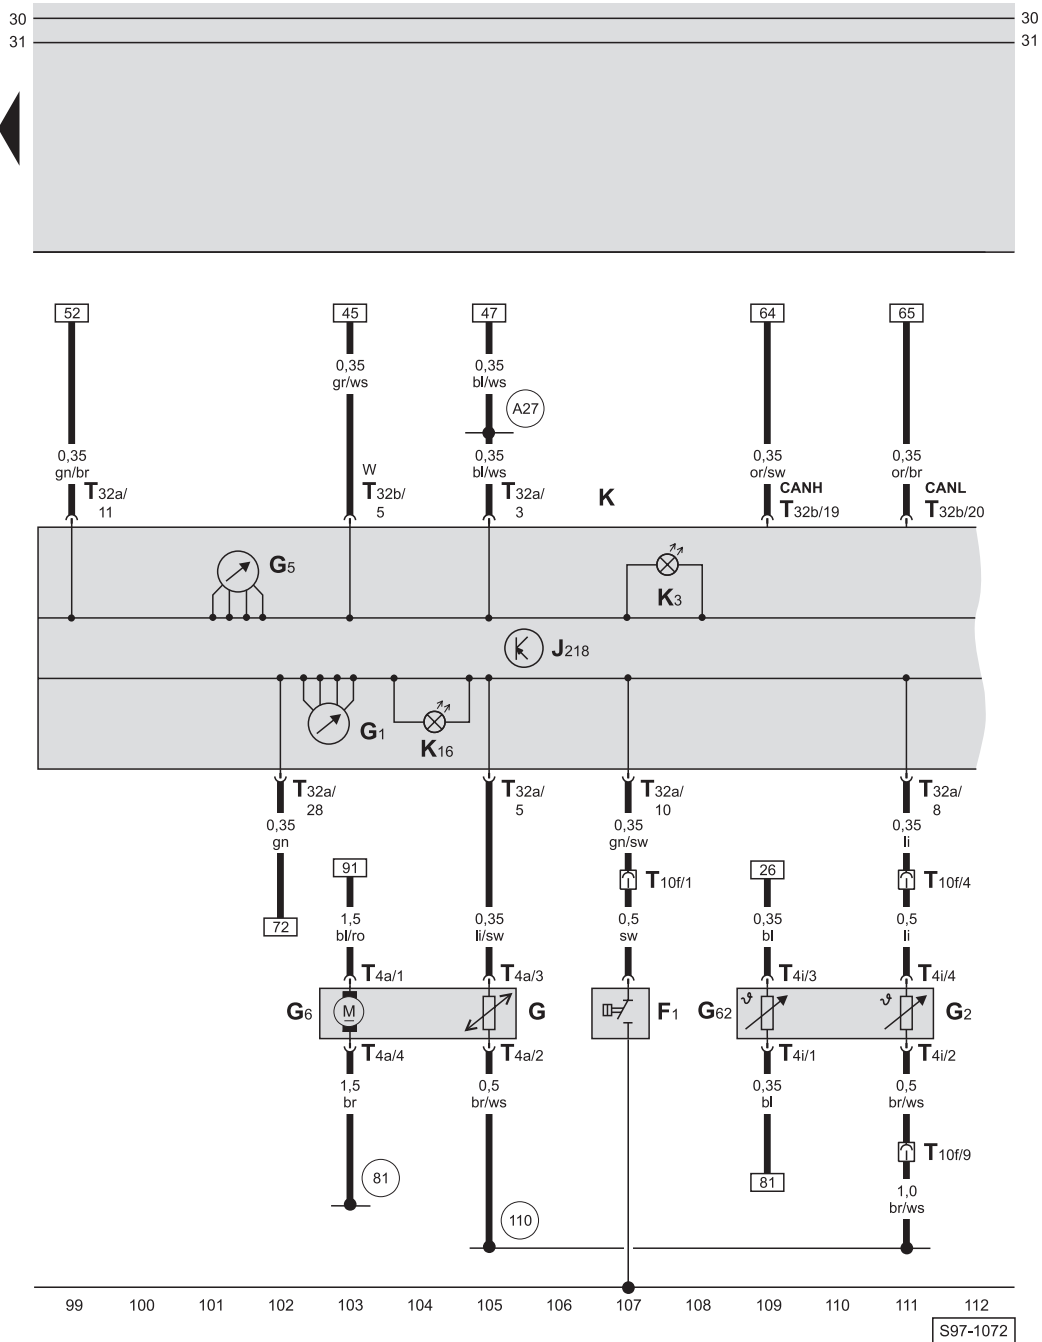 30 30
31 31
52 45 47 64 65
0,35 0,35
gr/ws bl/ws
A27
0,35 0,35 0,35 0,35
gn/br bl/ws or/sw or/br
W
CANH CANL
T32a/ T32b/ T32a/ K
11 5 3 T32b/19 T32b/20
G5
K3
J218
G1
K16
T32a/ T32a/ T32a/ T32a/
28 5 10 8
0,35 0,35 0,35
gn gn/sw li
91 26
T10f/1 T10f/4
72
1,5 0,35 0,5 0,35 0,5
bl/ro li/sw sw bl li
T4a/1 T4a/3 T4i/3 T4i/4
G6 M G F1 G62 G2
T4a/4 T4a/2 T4i/1 T4i/2
1,5 0,5 0,35 0,5
br br/ws bl br/ws
T10f/9
81 81
1,0
br/ws
110
99 100 101 102 103 104 105 106 107 108 109 110 111 112
S97-1072